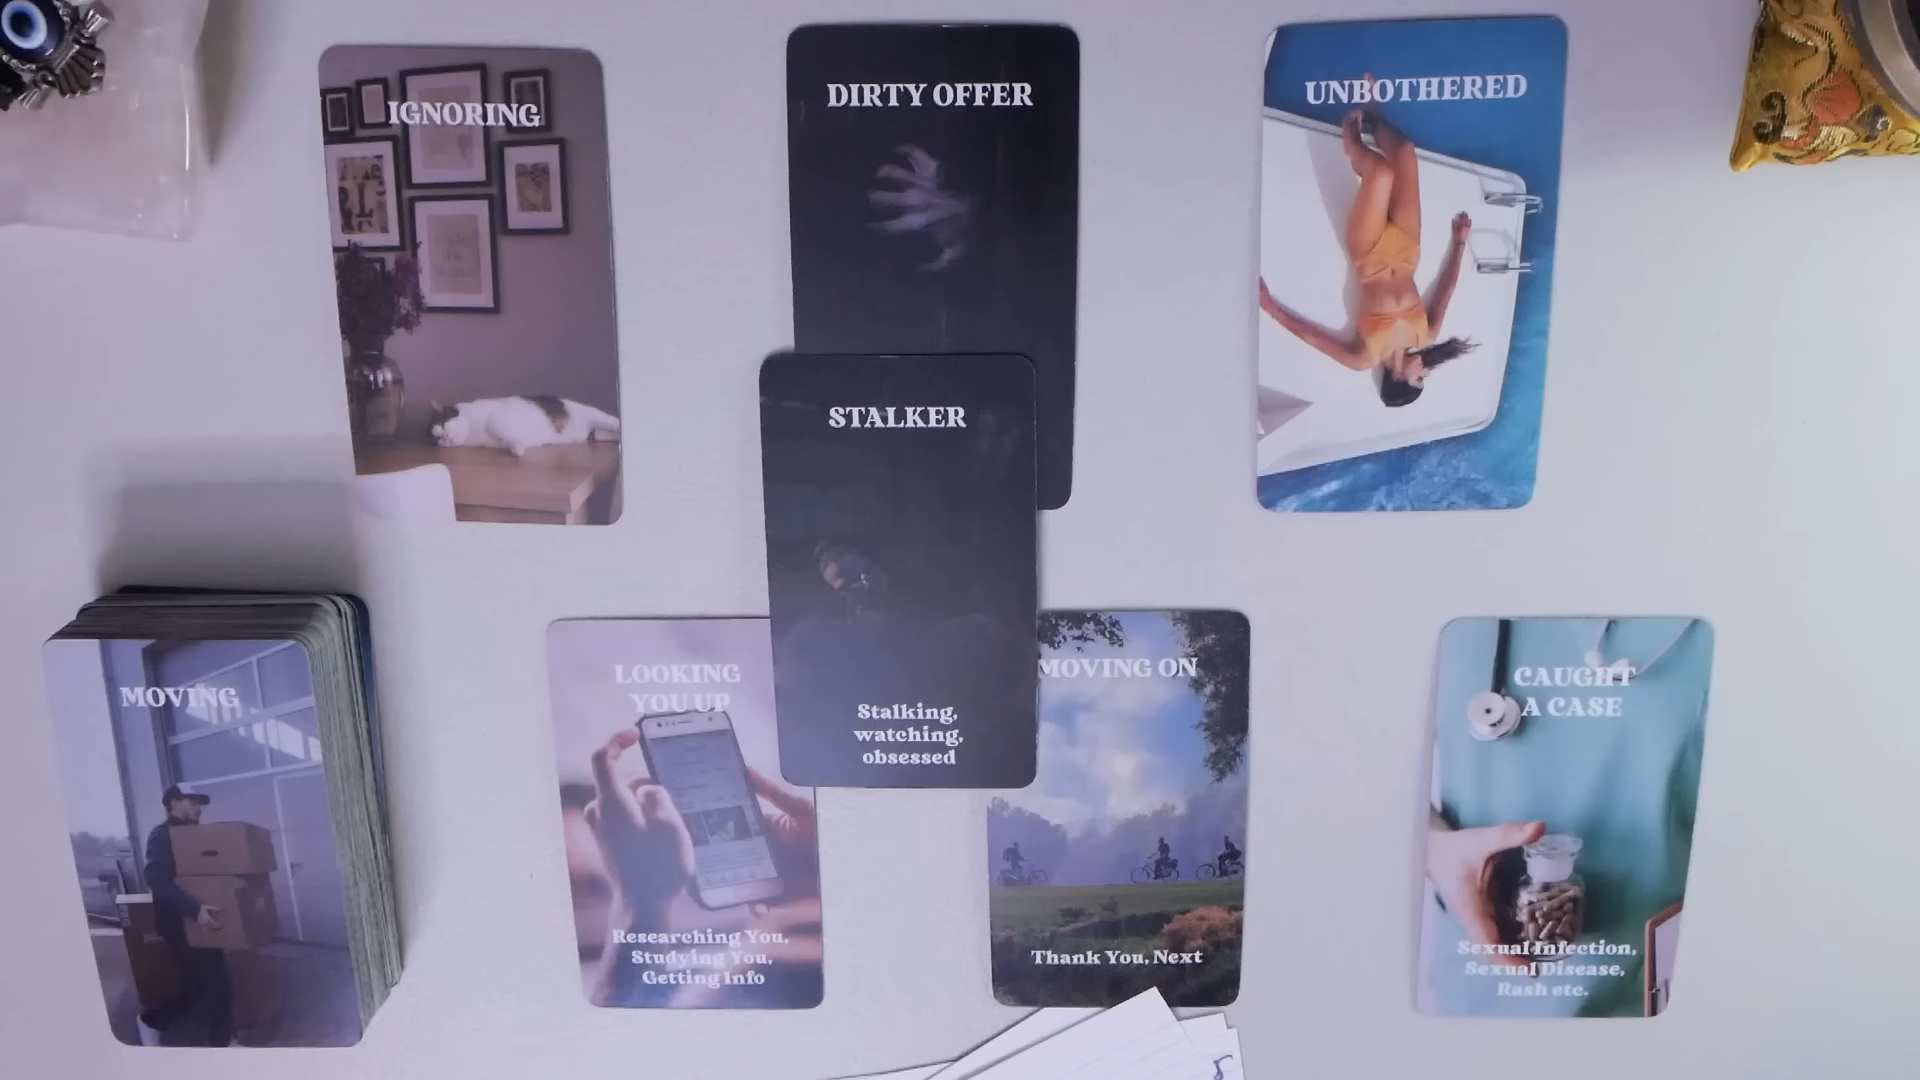 IGNORING
DIRTY OFFER
UNBOTHERED
STALKER
Stalking,
watching,
obsessed
MOVING
LOOKING
YOU UP
Researching You,
Studying You,
Getting Info
MOVING ON
Thank You, Next
CAUGHT
A CASE
Sexual Infection,
Sexual Disease,
Rash etc.